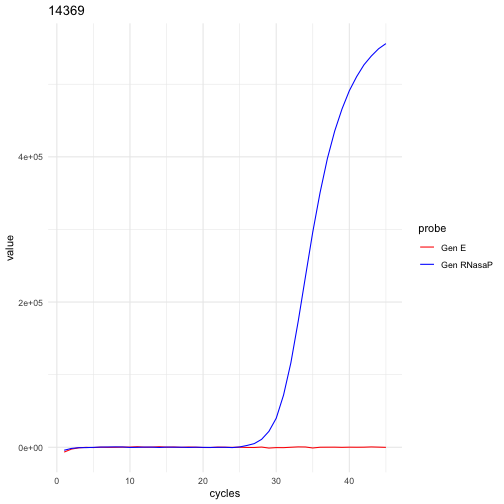 14369
value
4e+05
2e+05
0e+00
0
10
20
30
40
cycles
probe
Gen E
Gen RNasaP